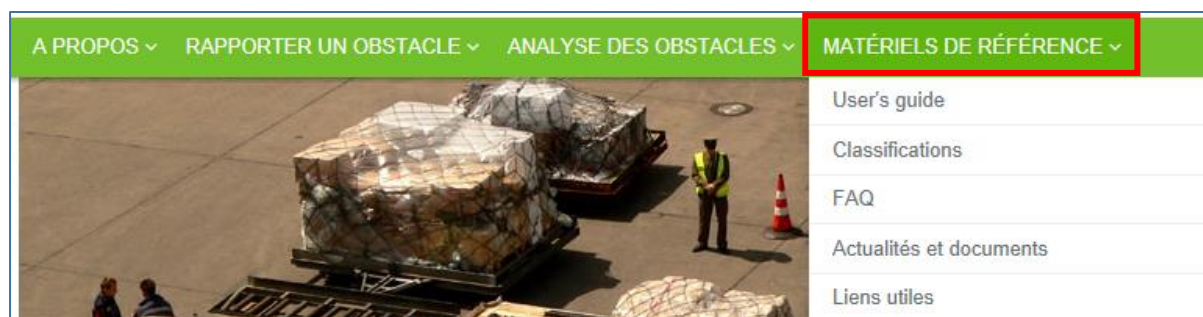 A PROPOS RAPPORTER UN OBSTACLE ANALYSE DES OBSTACLES MATÉRIELS DE RÉFÉRENCE
User's guide
Classifications
FAQ
Actualités et documents
Liens utiles